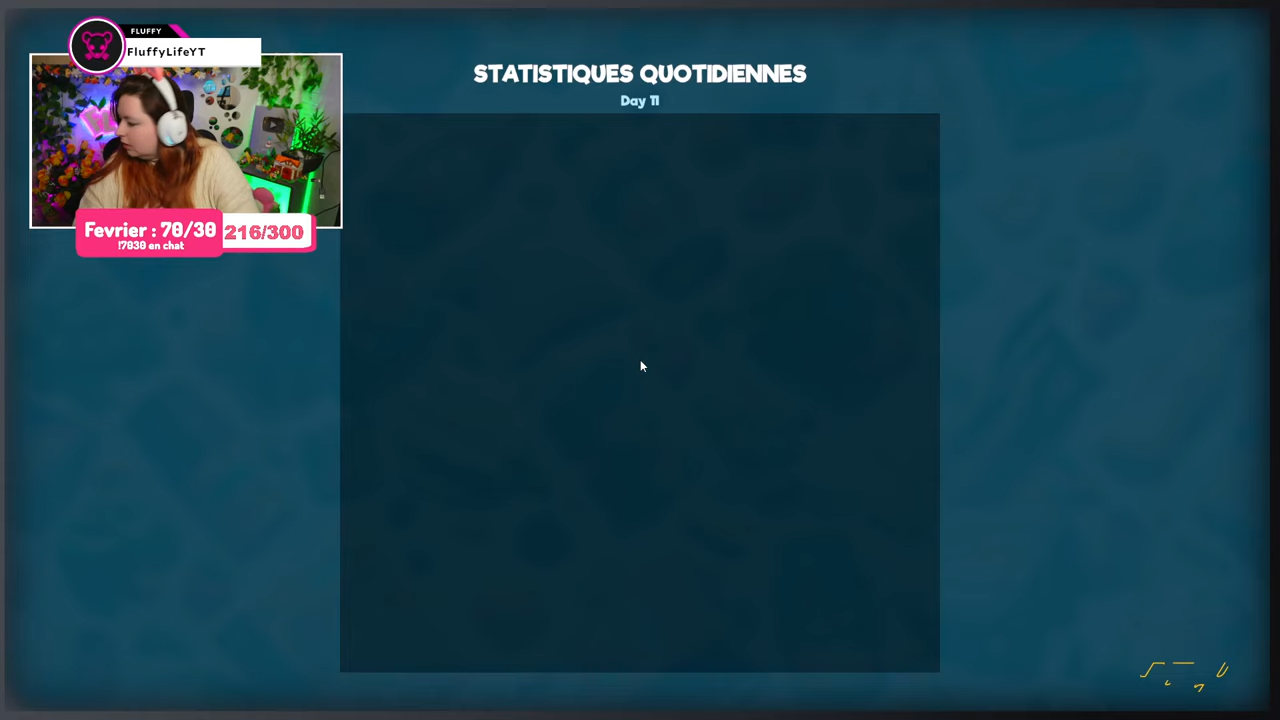 FLUFFY
FluffyLifeYT
STATISTIQUES QUOTIDIENNES
Day 11
Fevrier : 70/30
216/300
!7030 en chat